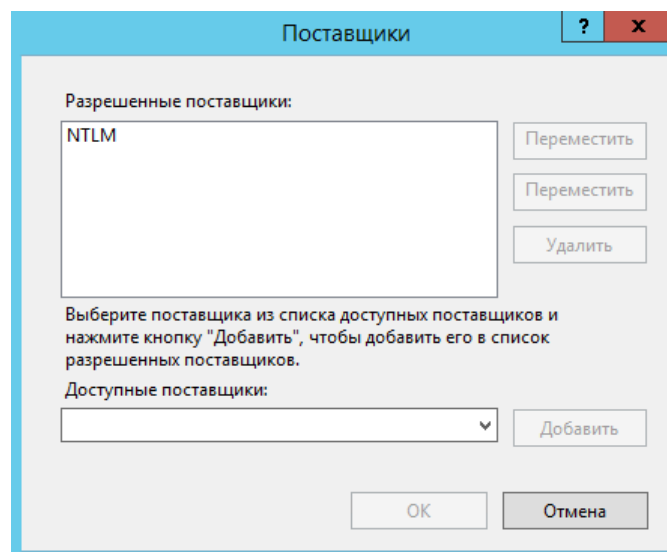 Поставщики
?
x
Разрешенные поставщики:
NTLM
Переместить
Переместить
Удалить
Выберите поставщика из списка доступных поставщиков и
нажмите кнопку "Добавить", чтобы добавить его в список
разрешенных поставщиков.
Доступные поставщики:
Добавить
OK
Отмена